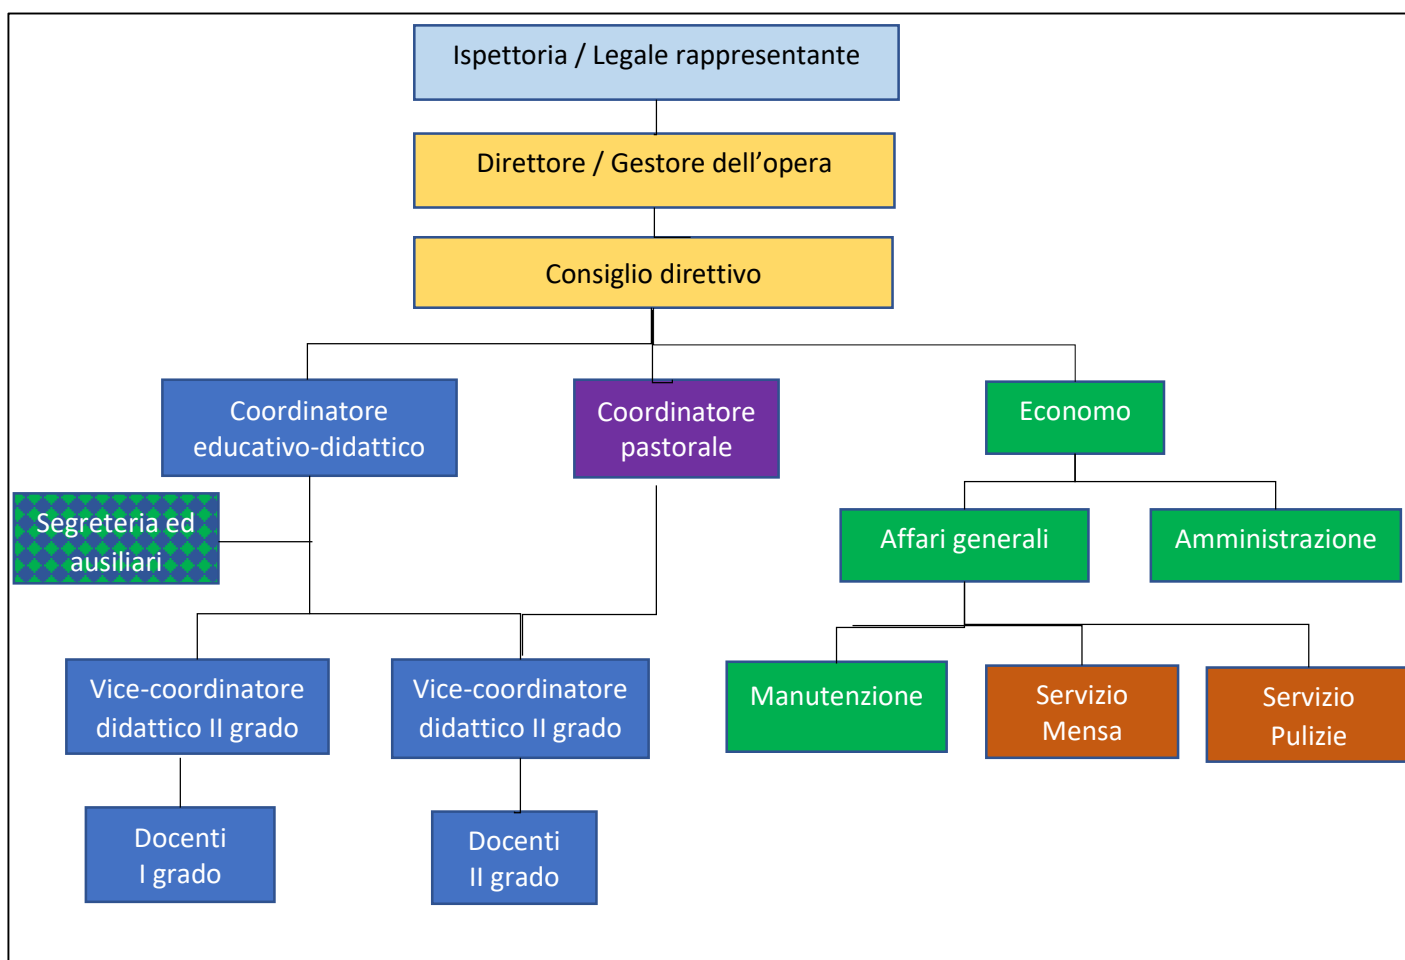 Ispettoria / Legale rappresentante
Direttore / Gestore dell’opera
Consiglio direttivo
Coordinatore
educativo-didattico
Coordinatore
pastorale
Economo
Segreteria ed
ausiliari
Affari generali
Amministrazione
Vice-coordinatore
didattico II grado
Vice-coordinatore
didattico II grado
Manutenzione
Servizio
Mensa
Servizio
Pulizie
Docenti
I grado
Docenti
II grado